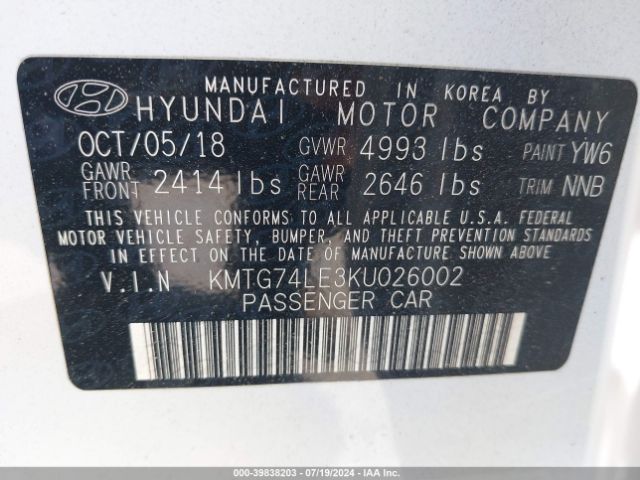 MANUFACTURED IN KOREA BY
HYUNDAI MOTOR COMPANY
OCT/05/18 GVWR 4993 lbs PAINT YW6
GAWR FRONT 2414 lbs GAWR REAR 2646 lbs TRIM NNB
THIS VEHICLE CONFORMS TO ALL APPLICABLE U.S.A. FEDERAL
MOTOR VEHICLE SAFETY, BUMPER, AND THEFT PREVENTION STANDARDS
IN EFFECT ON THE DATE OF MANUFACTURE SHOWN ABOVE.
V.I.N KMTG74LE3KU026002
PASSENGER CAR
000-39838203 - 07/19/2024 - IAA Inc. AU